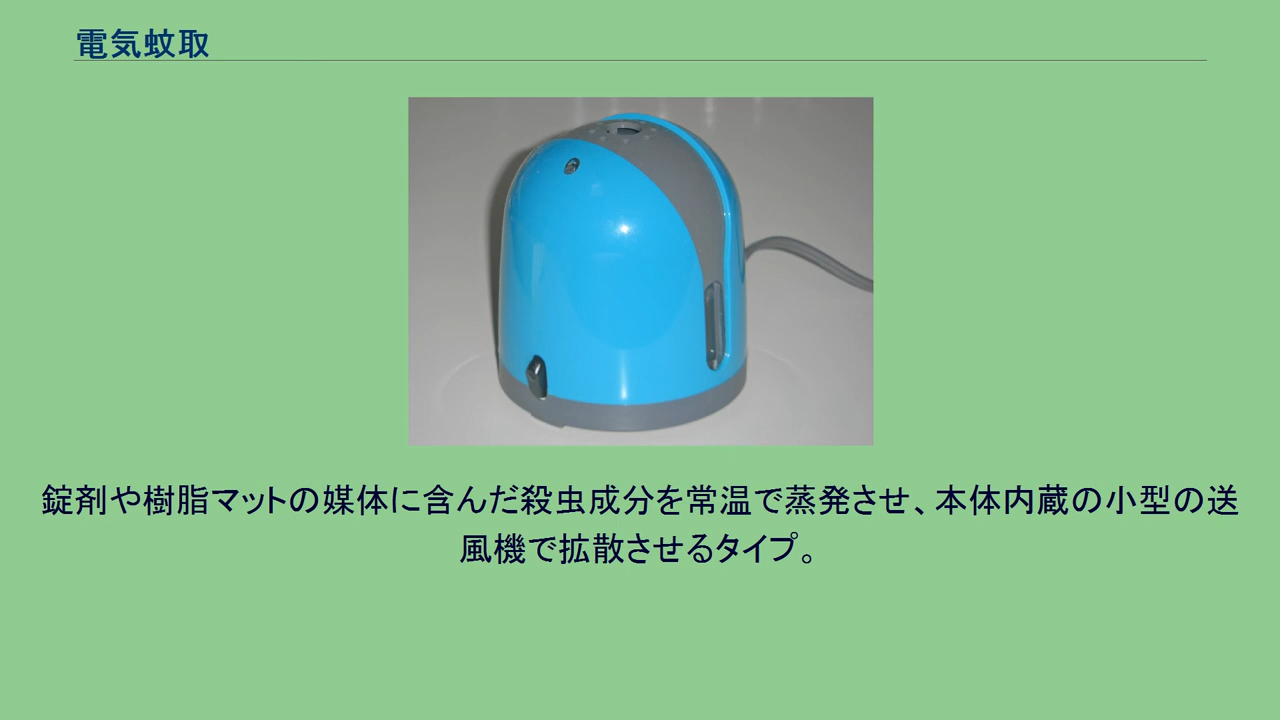 電気蚊取
錠剤や樹脂マットの媒体に含んだ殺虫成分を常温で蒸発させ、本体内蔵の小型の送
風機で拡散させるタイプ。